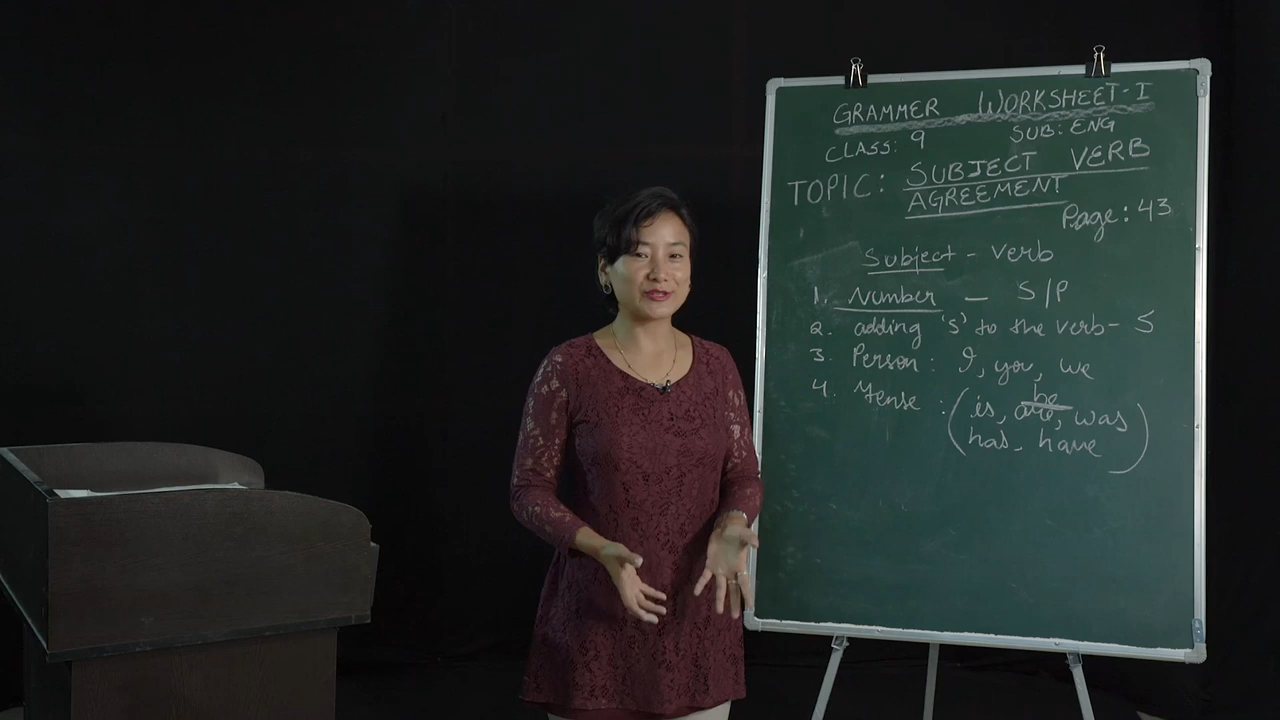 GRAMMER WORKSHEET-I
CLASS: 9 SUB: ENG
TOPIC: SUBJECT VERB
AGREEMENT
Page: 43
Subject - Verb
1. Number — S/P
2. adding 's' to the verb - S
3. Person: I, you, we
4. Tense: (is, are, was
be
has, have)